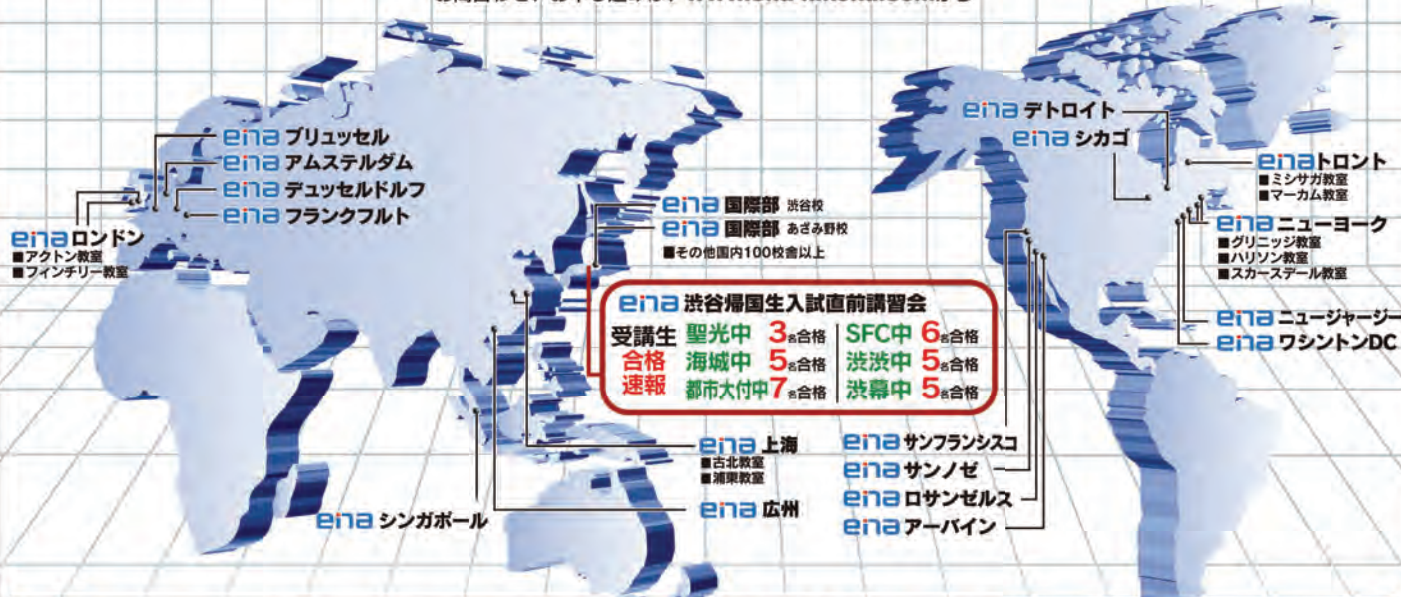 ena ブリュッセル
ena アムステルダム
ena デュッセルドルフ
ena フランクフルト
ena ロンドン
■アクトン教室
■フィンチリー教室
ena 国際部 渋谷校
ena 国際部 あざみ野校
■その他国内100校舎以上
ena 渋谷帰国生入試直前講習会
受講生
合格
速報
聖光中 3名合格
海城中 5名合格
都市大付中 7名合格
SFC中 6名合格
渋渋中 5名合格
渋幕中 5名合格
ena 上海
■古北教室
■浦東教室
ena 広州
ena シンガポール
ena デトロイト
ena シカゴ
ena トロント
■ミシサガ教室
■マーカム教室
ena ニューヨーク
■グリニッジ教室
■ハリソン教室
■スカースデール教室
ena ニュージャージー
ena ワシントンDC
ena サンフランシスコ
ena サンノゼ
ena ロサンゼルス
ena アーバイン